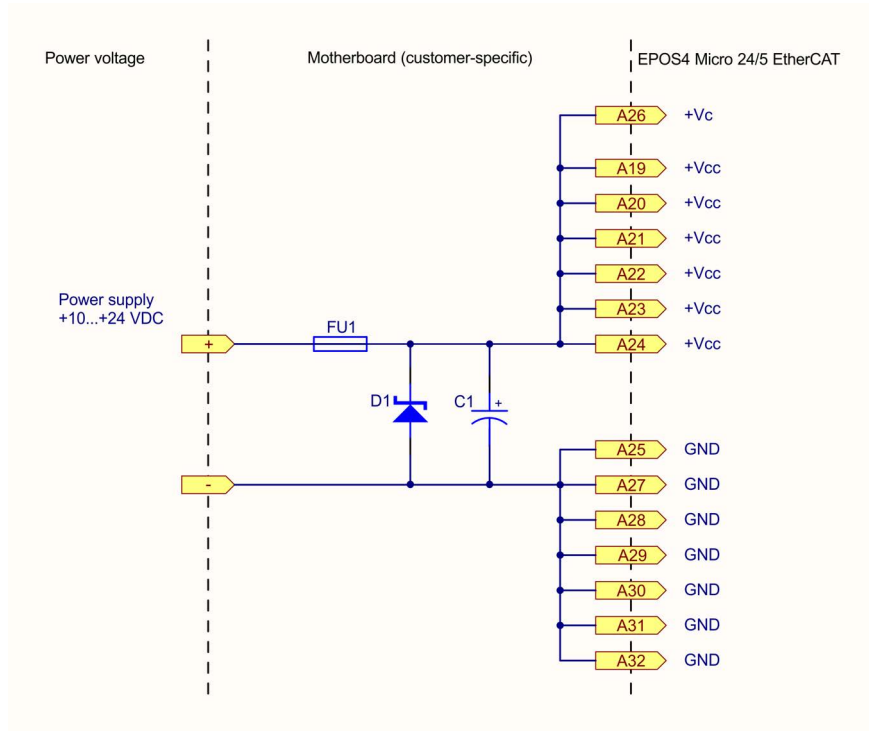 Power voltage
Motherboard (customer-specific)
EPOS4 Micro 24/5 EtherCAT
A26 +Vc
A19 +Vcc
A20 +Vcc
A21 +Vcc
A22 +Vcc
A23 +Vcc
A24 +Vcc
Power supply
+10...+24 VDC
+
FU1
D1
C1 +
A25 GND
-
A27 GND
A28 GND
A29 GND
A30 GND
A31 GND
A32 GND